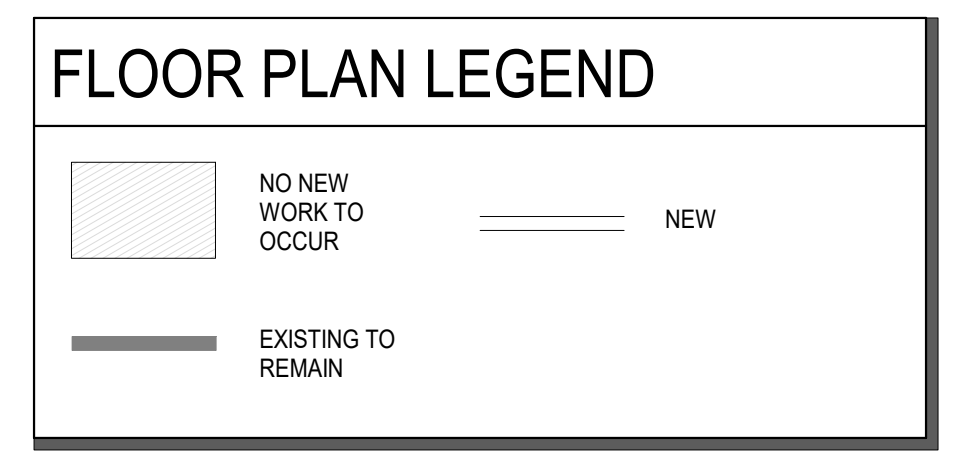 FLOOR PLAN LEGEND
NO NEW
WORK TO
OCCUR
NEW
EXISTING TO
REMAIN